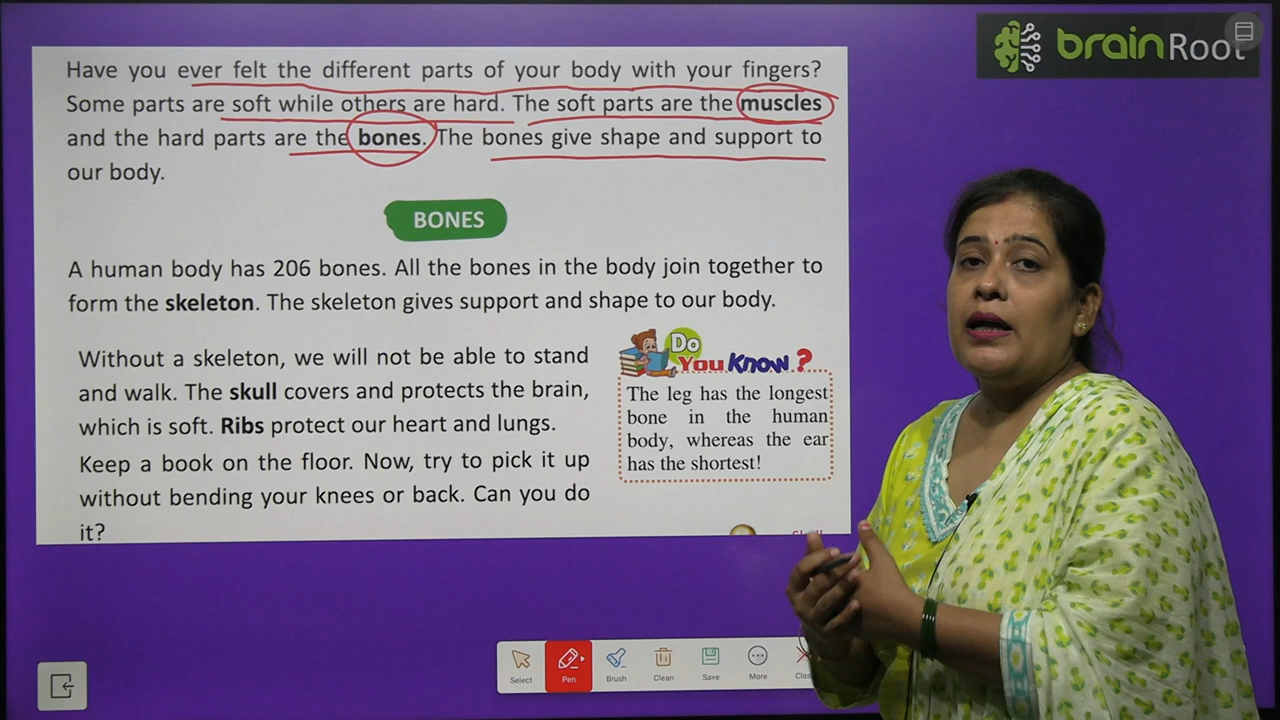 brainRoot
Have you ever felt the different parts of your body with your fingers?
Some parts are soft while others are hard. The soft parts are the muscles
and the hard parts are the bones. The bones give shape and support to
our body.
BONES
A human body has 206 bones. All the bones in the body join together to
form the skeleton. The skeleton gives support and shape to our body.
Without a skeleton, we will not be able to stand
and walk. The skull covers and protects the brain,
which is soft. Ribs protect our heart and lungs.
Keep a book on the floor. Now, try to pick it up
without bending your knees or back. Can you do
it?
Do
You Know ?
The leg has the longest
bone in the human
body, whereas the ear
has the shortest!
Select
Pen
Brush
Clean
Save
More